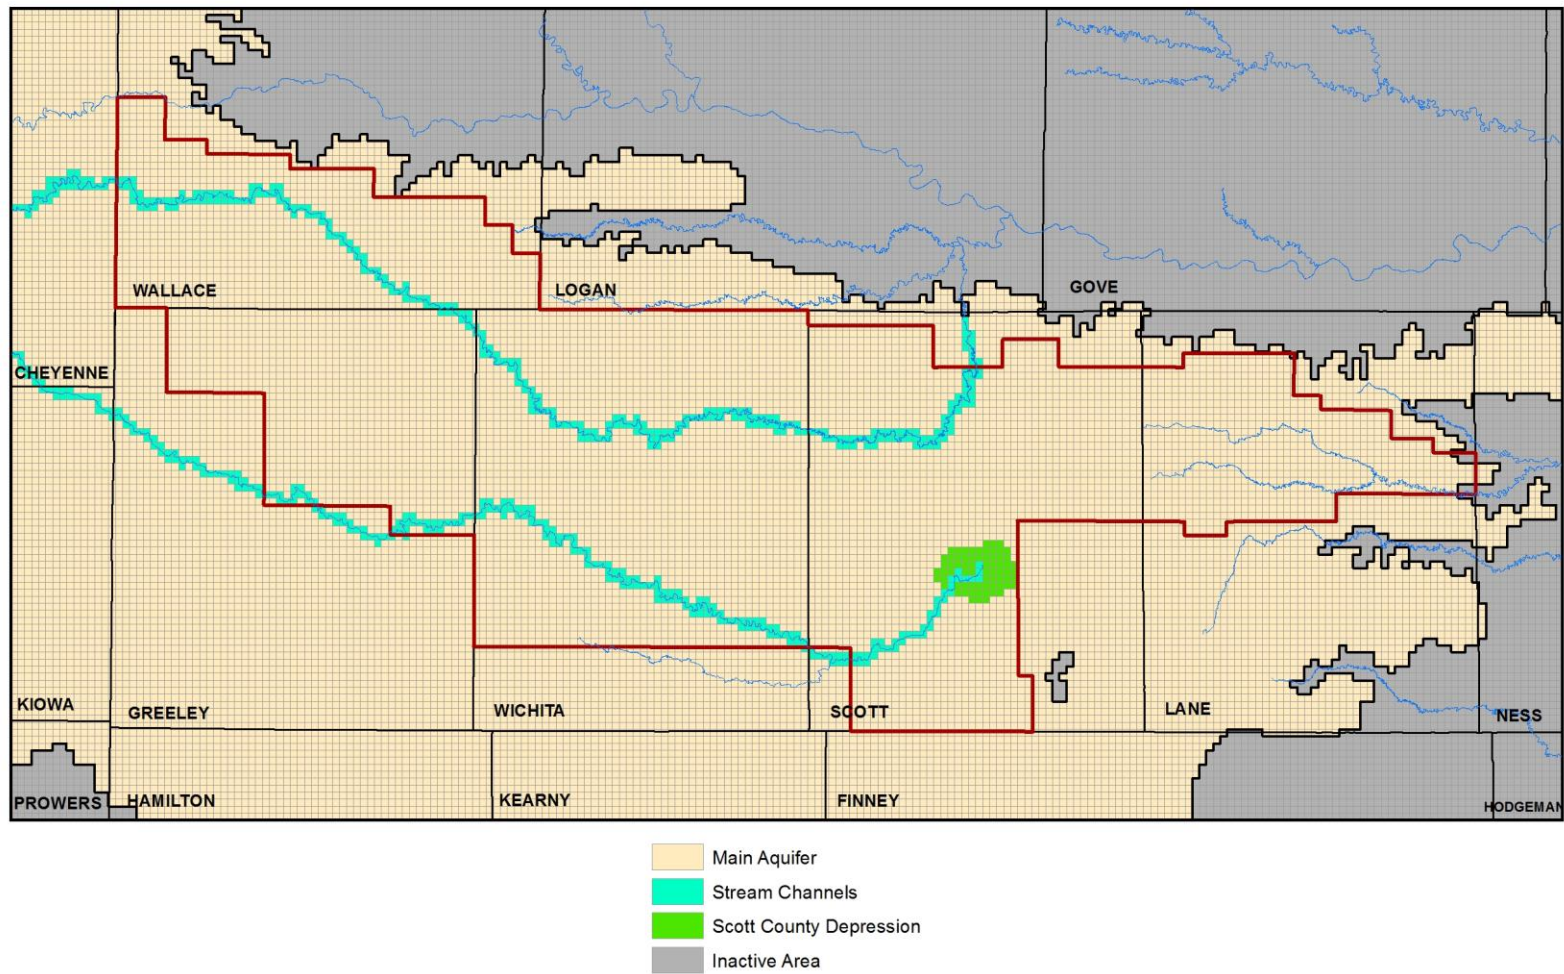 WALLACE
LOGAN
GOVE
CHEYENNE
KIOWA
GREELEY
WICHITA
SCOTT
LANE
NESS
PROWERS
HAMILTON
KEARNY
FINNEY
HODGEMAN
Main Aquifer
Stream Channels
Scott County Depression
Inactive Area